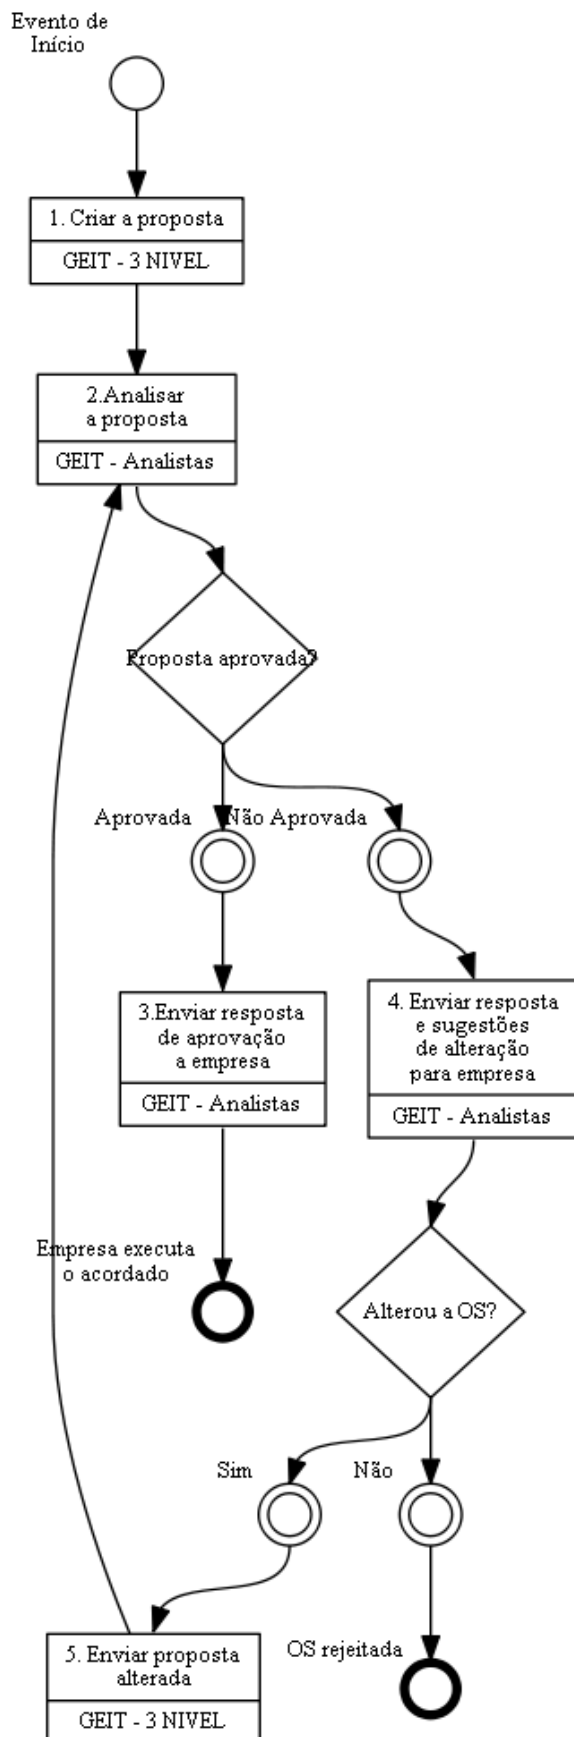 Evento de
Início
1. Criar a proposta
GEIT - 3 NIVEL
2.Analisar
a proposta
GEIT - Analistas
Proposta aprovada?
Aprovada
Não Aprovada
3.Enviar resposta
de aprovação
a empresa
GEIT - Analistas
4. Enviar resposta
e sugestões
de alteração
para empresa
GEIT - Analistas
Empresa executa
o acordado
Alterou a OS?
Sim
Não
5. Enviar proposta
alterada
GEIT - 3 NIVEL
OS rejeitada